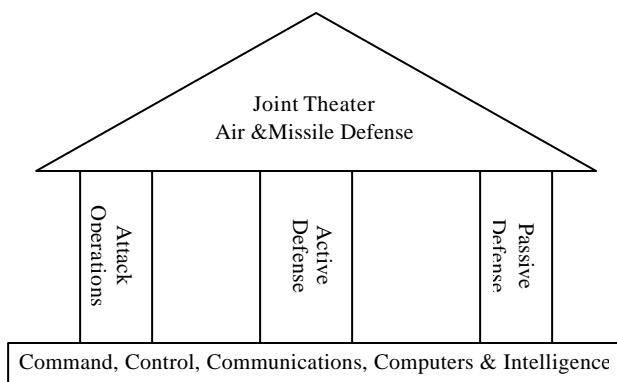 Joint Theater
Air &Missile Defense
Attack
Operations
Active
Defense
Passive
Defense
Command, Control, Communications, Computers & Intelligence